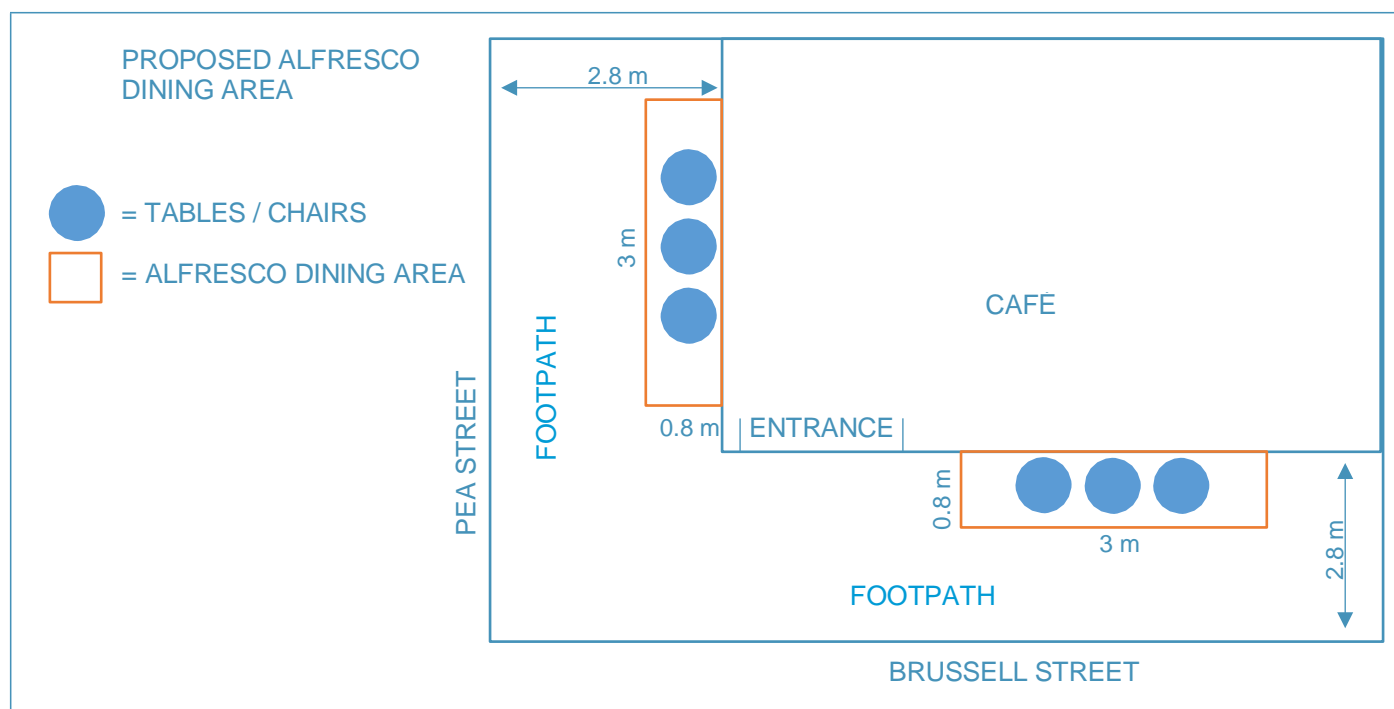 PROPOSED ALFRESCO
DINING AREA
2.8 m
= TABLES / CHAIRS
= ALFRESCO DINING AREA
3 m
CAFÉ
FOOTPATH
PEA STREET
0.8 m
ENTRANCE
0.8 m
3 m
2.8 m
FOOTPATH
BRUSSELL STREET